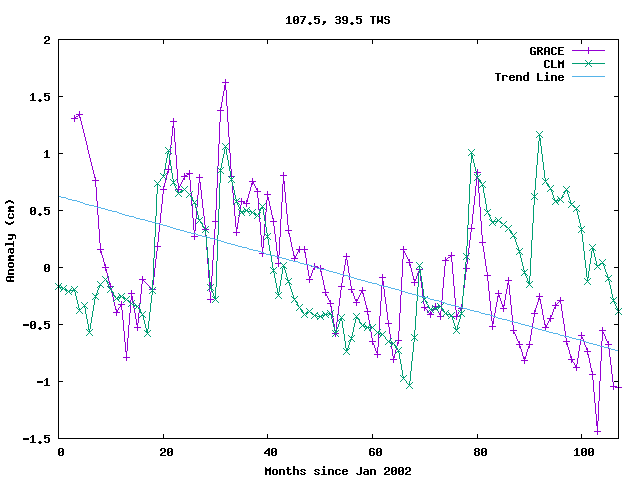 107.5, 39.5 TWS
GRACE
CLM
Trend Line
2
1.5
1
0.5
0
-0.5
-1
-1.5
Anomaly (cm)
0 20 40 60 80 100
Months since Jan 2002